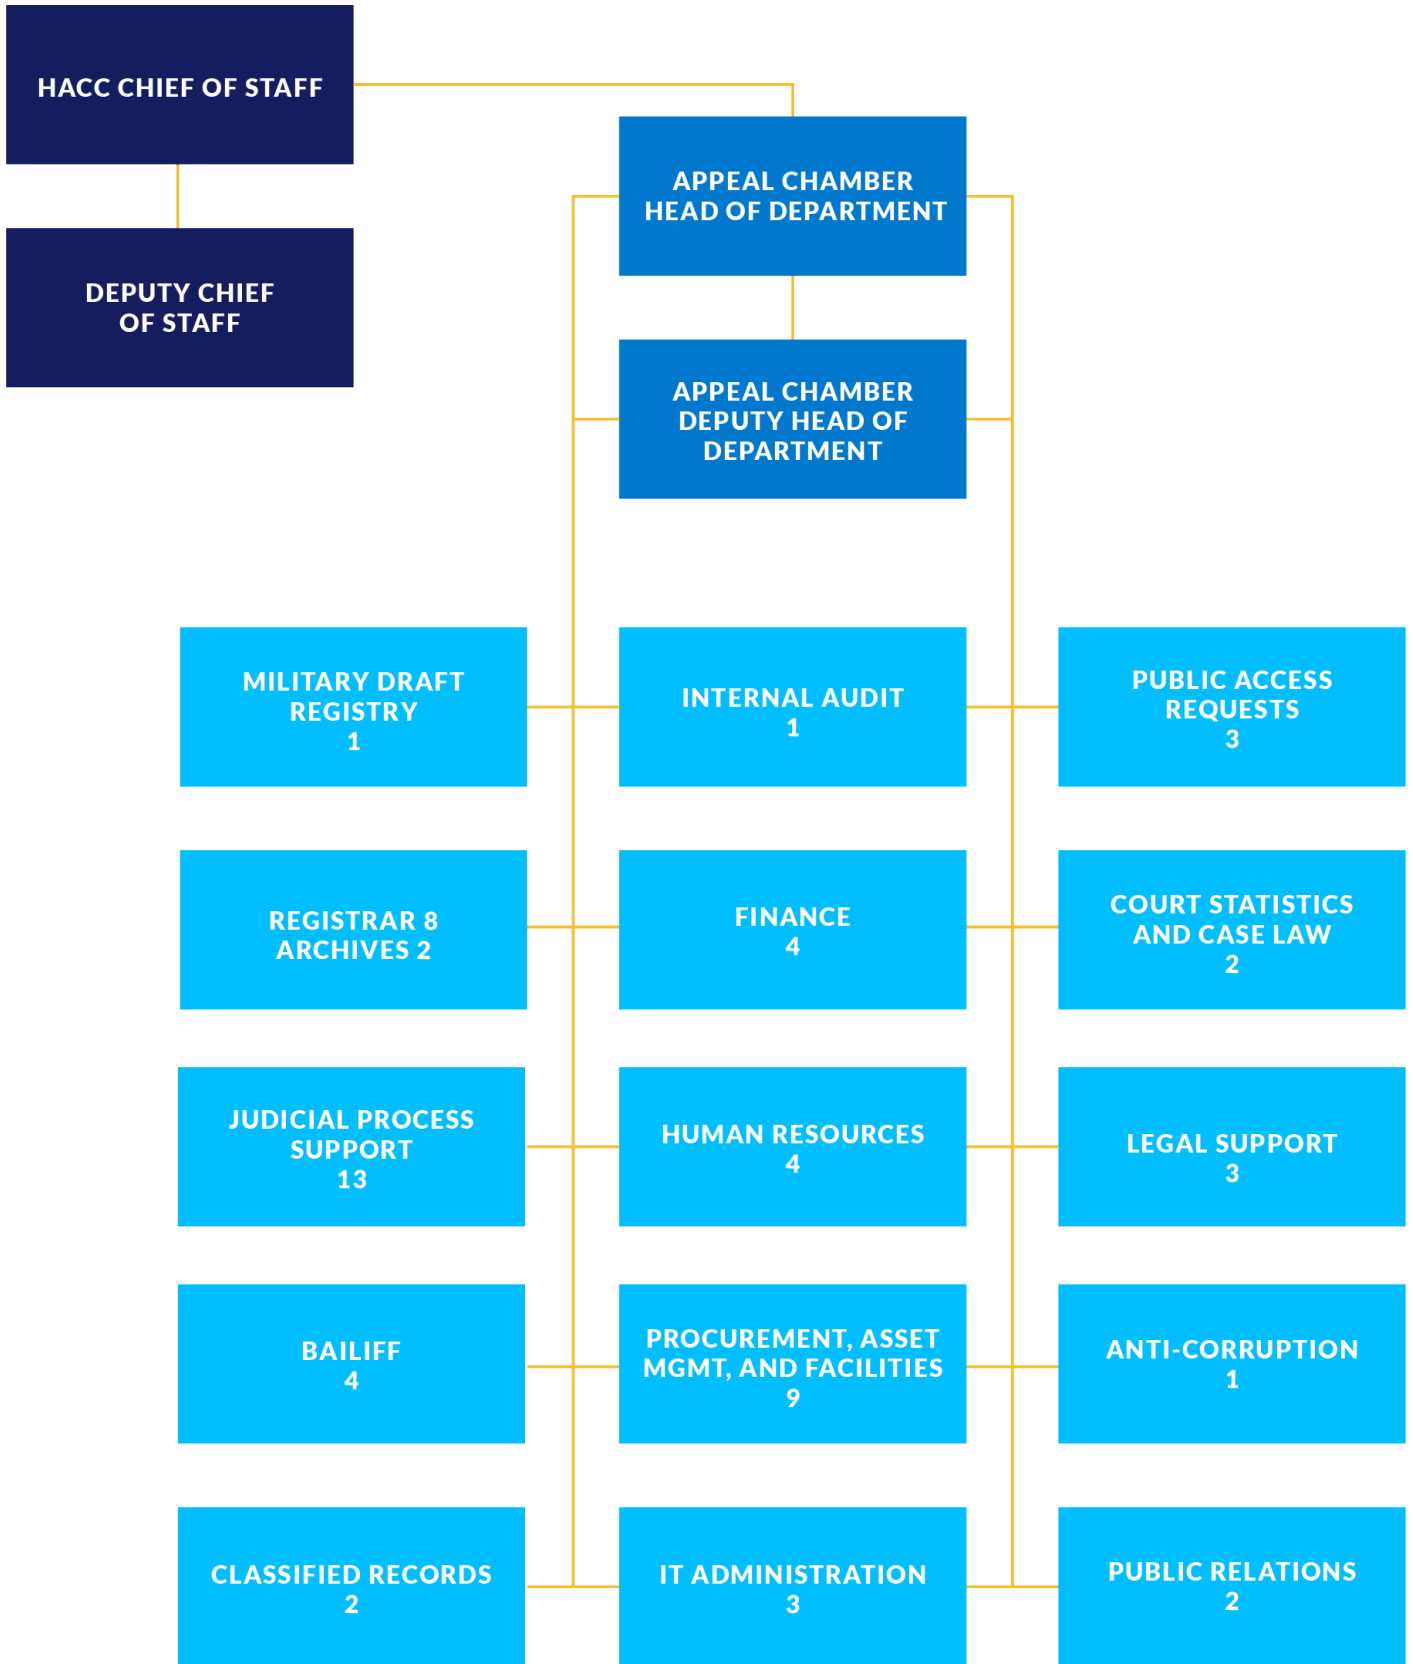 HACC CHIEF OF STAFF
DEPUTY CHIEF
OF STAFF
APPEAL CHAMBER
HEAD OF DEPARTMENT
APPEAL CHAMBER
DEPUTY HEAD OF
DEPARTMENT
MILITARY DRAFT
REGISTRY
1
INTERNAL AUDIT
1
PUBLIC ACCESS
REQUESTS
3
REGISTRAR 8
ARCHIVES 2
FINANCE
4
COURT STATISTICS
AND CASE LAW
2
JUDICIAL PROCESS
SUPPORT
13
HUMAN RESOURCES
4
LEGAL SUPPORT
3
BAILIFF
4
PROCUREMENT, ASSET
MGMT, AND FACILITIES
9
ANTI-CORRUPTION
1
CLASSIFIED RECORDS
2
IT ADMINISTRATION
3
PUBLIC RELATIONS
2